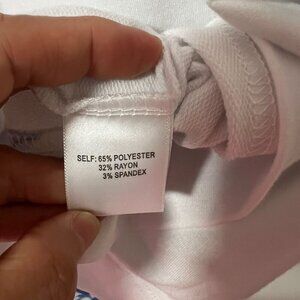 SELF: 65% POLYESTER
32% RAYON
3% SPANDEX